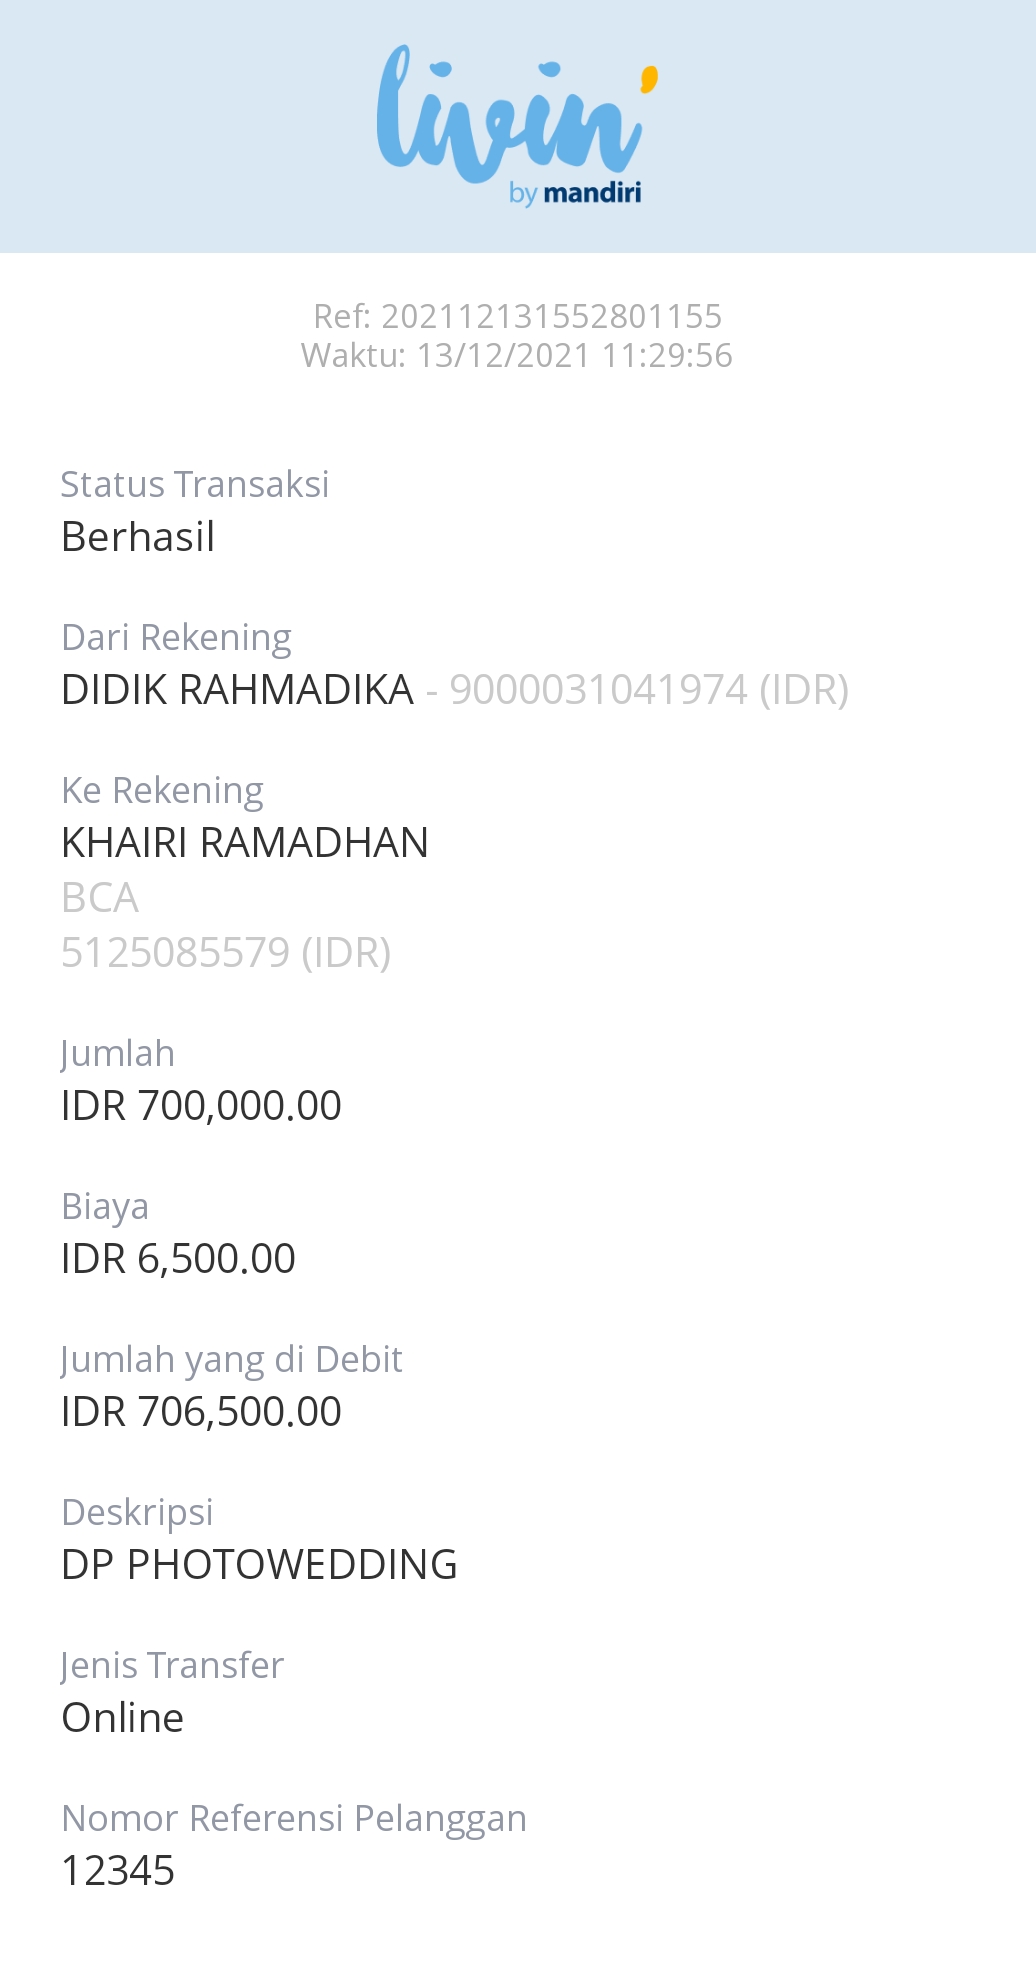 livin'
by mandiri
Ref: 202112131552801155
Waktu: 13/12/2021 11:29:56
Status Transaksi
Berhasil
Dari Rekening
DIDIK RAHMADIKA - 9000031041974 (IDR)
Ke Rekening
KHAIRI RAMADHAN
BCA
5125085579 (IDR)
Jumlah
IDR 700,000.00
Biaya
IDR 6,500.00
Jumlah yang di Debit
IDR 706,500.00
Deskripsi
DP PHOTOWEDDING
Jenis Transfer
Online
Nomor Referensi Pelanggan
12345